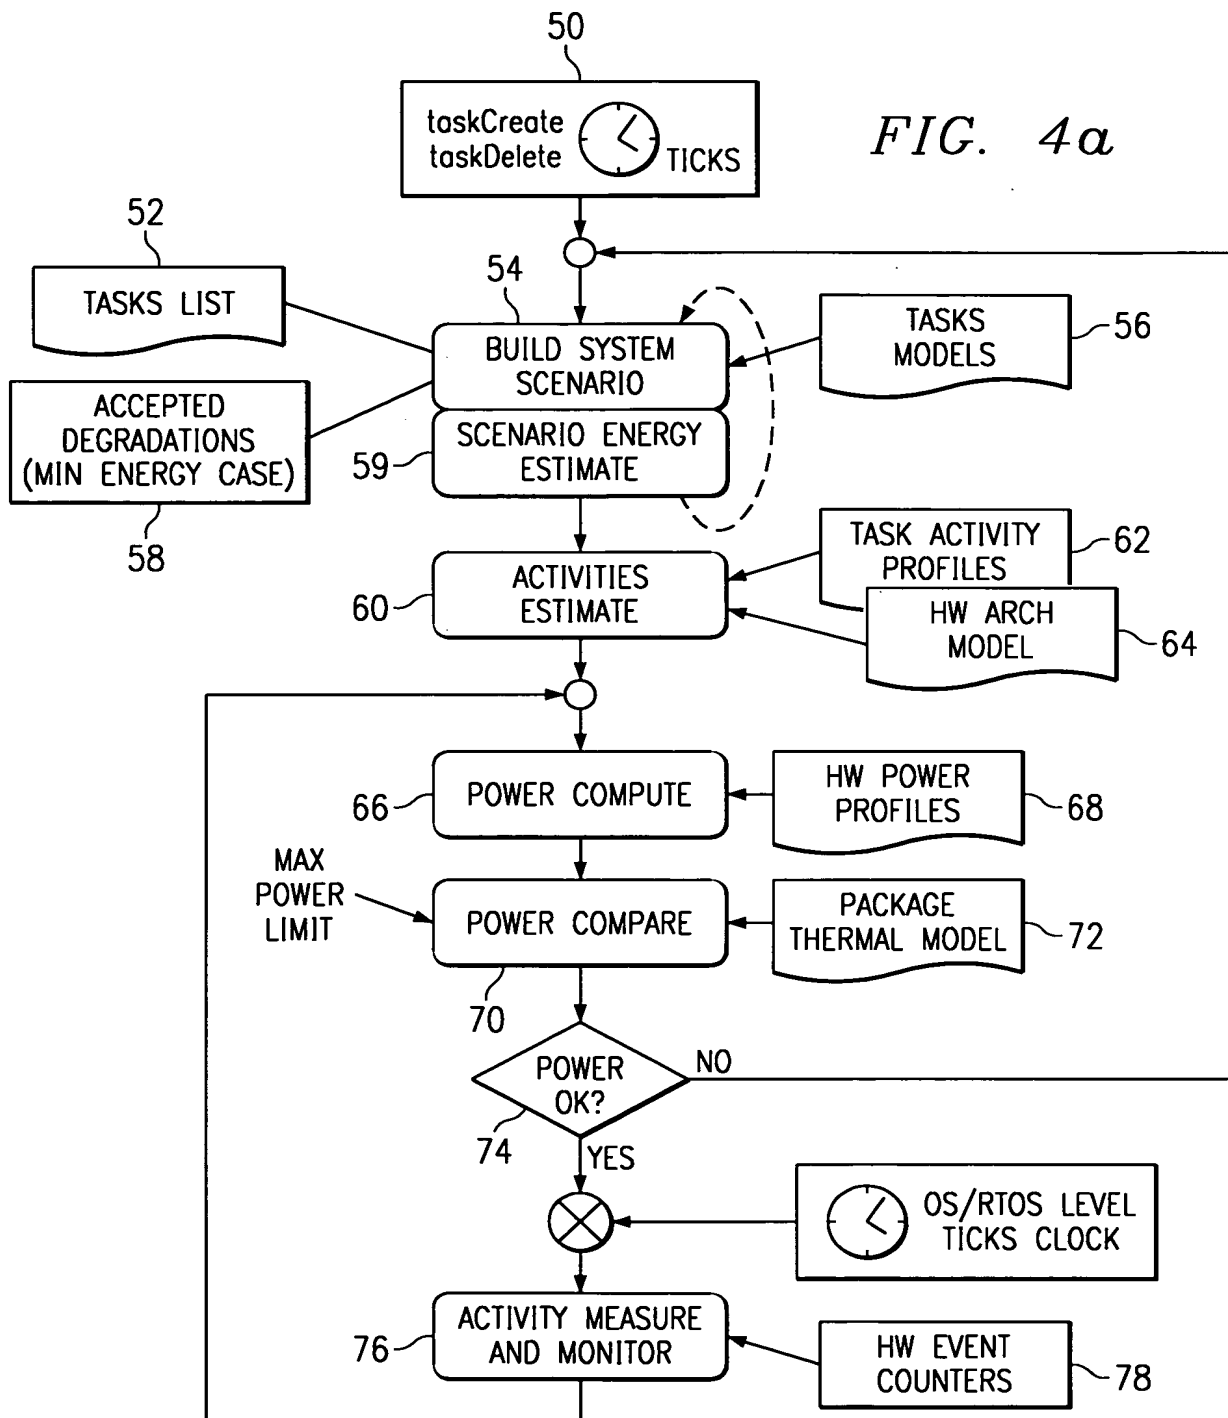 50
taskCreate
taskDelete
TICKS
FIG. 4a
52
TASKS LIST
54
BUILD SYSTEM
SCENARIO
TASKS
MODELS
56
ACCEPTED
DEGRADATIONS
(MIN ENERGY CASE)
58
59
SCENARIO ENERGY
ESTIMATE
60
ACTIVITIES
ESTIMATE
TASK ACTIVITY
PROFILES
62
HW ARCH
MODEL
64
66
POWER COMPUTE
HW POWER
PROFILES
68
MAX
POWER
LIMIT
POWER COMPARE
70
PACKAGE
THERMAL MODEL
72
POWER
OK?
74
NO
YES
OS/RTOS LEVEL
TICKS CLOCK
76
ACTIVITY MEASURE
AND MONITOR
HW EVENT
COUNTERS
78